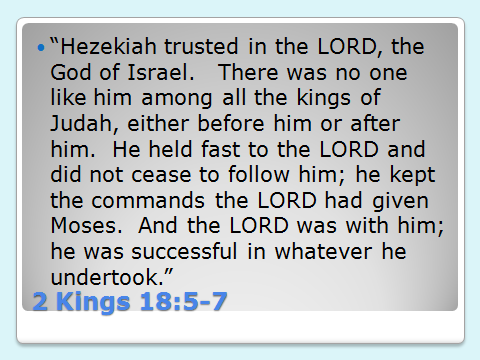 • “Hezekiah trusted in the LORD, the
God of Israel.   There was no one
like him among all the kings of
Judah, either before him or after
him.  He held fast to the LORD and
did not cease to follow him; he kept
the commands the LORD had given
Moses.  And the LORD was with him;
he was successful in whatever he
undertook.”
2 Kings 18:5-7